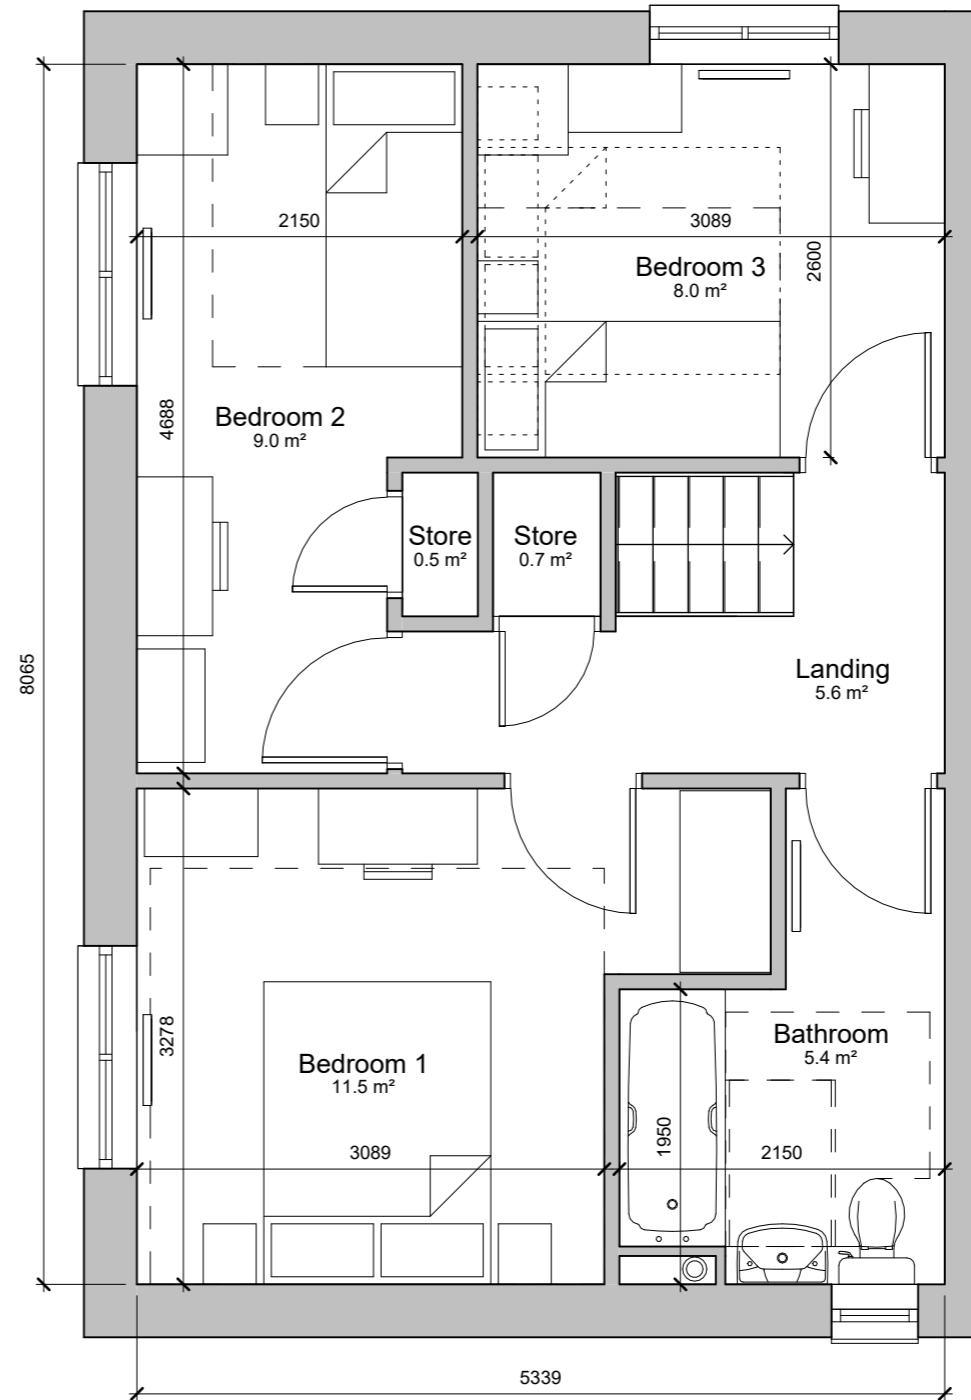 2150
3089
2600
Bedroom 3
8.0 m²
4688
Bedroom 2
9.0 m²
Store
0.5 m²
Store
0.7 m²
8065
Landing
5.6 m²
3278
Bedroom 1
11.5 m²
Bathroom
5.4 m²
1950
3089
2150
5339